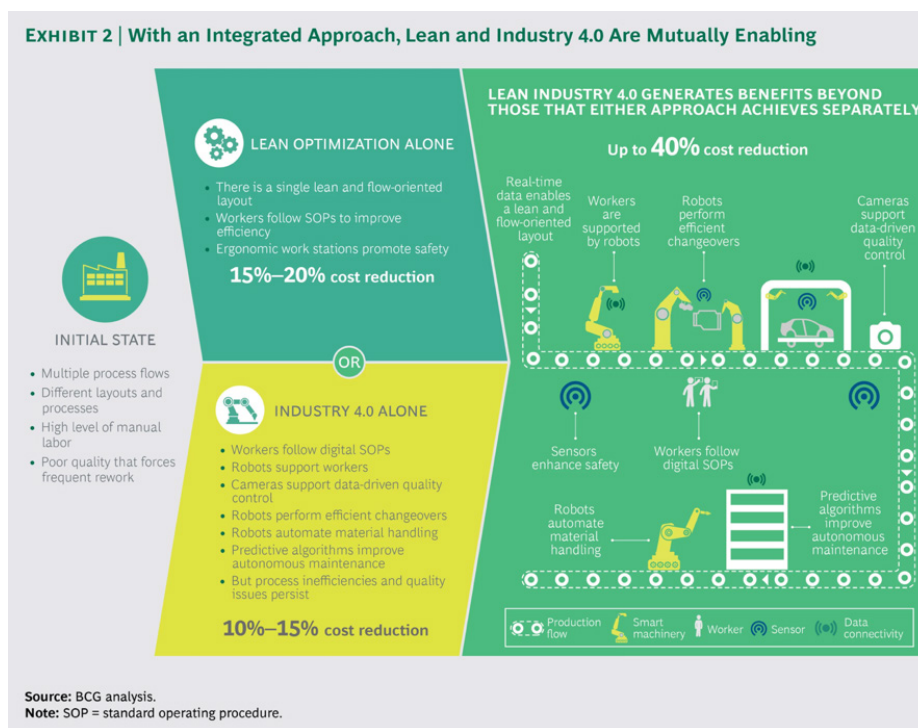 EXHIBIT 2 | With an Integrated Approach, Lean and Industry 4.0 Are Mutually Enabling
INITIAL STATE
• Multiple process flows
• Different layouts and
processes
• High level of manual
labor
• Poor quality that forces
frequent rework
LEAN OPTIMIZATION ALONE
• There is a single lean and flow-oriented
layout
• Workers follow SOPs to improve
efficiency
• Ergonomic work stations promote safety
15%–20% cost reduction
OR
INDUSTRY 4.0 ALONE
• Workers follow digital SOPs
• Robots support workers
• Cameras support data-driven quality
control
• Robots perform efficient changeovers
• Robots automate material handling
• Predictive algorithms improve
autonomous maintenance
• But process inefficiencies and quality
issues persist
10%–15% cost reduction
LEAN INDUSTRY 4.0 GENERATES BENEFITS BEYOND
THOSE THAT EITHER APPROACH ACHIEVES SEPARATELY
Up to 40% cost reduction
Real-time
data enables
a lean and
flow-oriented
layout
Workers
are
supported
by robots
Robots
perform
efficient
changeovers
Cameras
support
data-driven
quality
control
Sensors
enhance safety
Workers follow
digital SOPs
Robots
automate
material
handling
Predictive
algorithms
improve
autonomous
maintenance
Production
flow
Smart
machinery
Worker
Sensor
Data
connectivity
Source: BCG analysis.
Note: SOP = standard operating procedure.